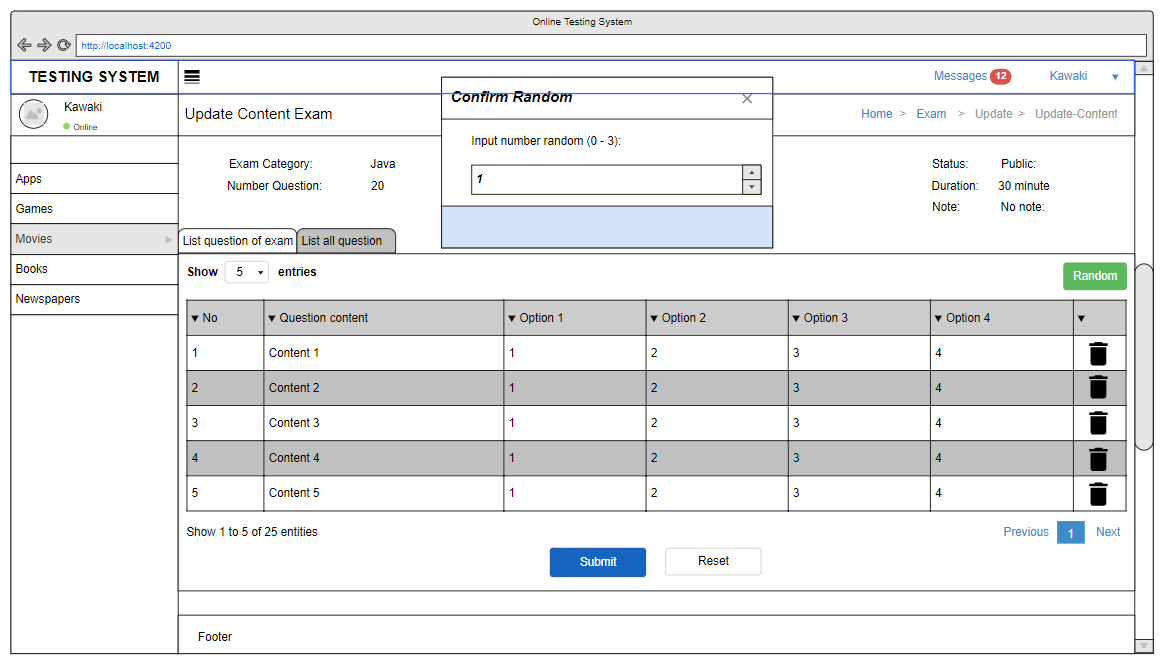 Online Testing System
http://localhost:4200
TESTING SYSTEM
Messages 12 Kawaki
Kawaki
Online
Update Content Exam
Confirm Random
Home > Exam > Update > Update-Content
Input number random (0 - 3):
1
Exam Category: Java
Number Question: 20
Status: Public:
Duration: 30 minute
Note: No note:
Apps
Games
Movies
Books
Newspapers
List question of exam List all question
Show 5 entries
Random
No Question content Option 1 Option 2 Option 3 Option 4
1 Content 1 1 2 3 4
2 Content 2 1 2 3 4
3 Content 3 1 2 3 4
4 Content 4 1 2 3 4
5 Content 5 1 2 3 4
Show 1 to 5 of 25 entities
Previous 1 Next
Submit Reset
Footer